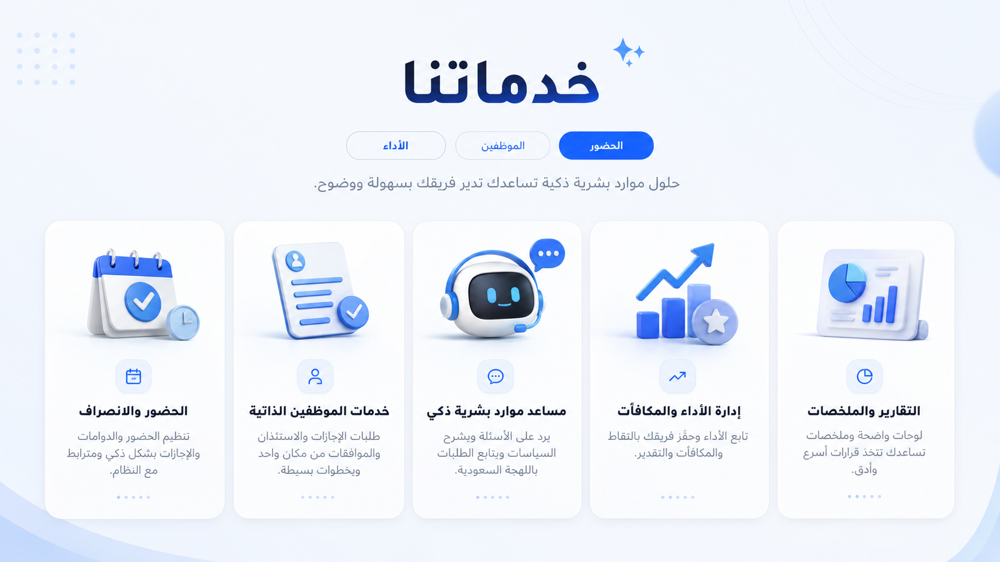 خدماتنا
الحضور
الموظفين
الأداء
حلول موارد بشرية ذكية تساعدك تدير فريقك بسهولة ووضوح.
التقارير والملخصات
لوحات واضحة وملخصات
تساعدك تتخذ قرارات أسرع
وأدق.
إدارة الأداء والمكافآت
تابع الأداء وحفّز فريقك بالتقاط
والمكافآت والتقدير.
مساعد موارد بشرية ذكي
يرد على الأسئلة ويشرح
السياسات ويتابع الطلبات
باللهجة السعودية.
خدمات الموظفين الذاتية
طلبات الإجازات والاستئذان
والموافقات من مكان واحد
وبخطوات بسيطة.
الحضور والانصراف
تنظيم الحضور والدوامات
والإجازات بشكل ذكي ومترابط
مع النظام.